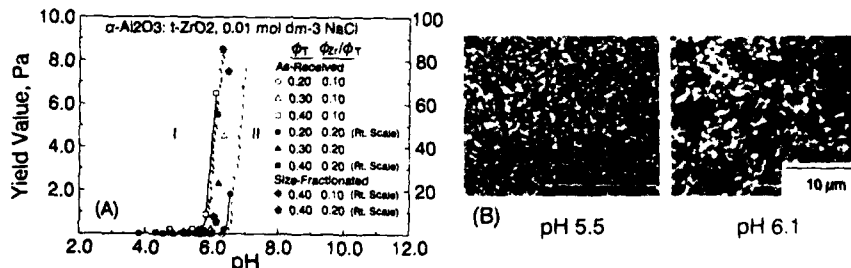 α-Al2O3: t-ZrO2, 0.01 mol dm-3 NaCl
ΦT ΦZr/ΦT
As-Received
0.20 0.10
0.30 0.10
0.40 0.10
0.20 0.20 (Rt. Scale)
0.30 0.20
0.40 0.20 (Rt. Scale)
Size-Fractionated
0.40 0.10 (Rt. Scale)
0.40 0.20 (Rt. Scale)
I
II
(A)
Yield Value, Pa
10.0
8.0
6.0
4.0
2.0
100
80
60
40
20
2.0 4.0 6.0 8.0 10.0 12.0
pH
(B)
pH 5.5
pH 6.1
10 μm